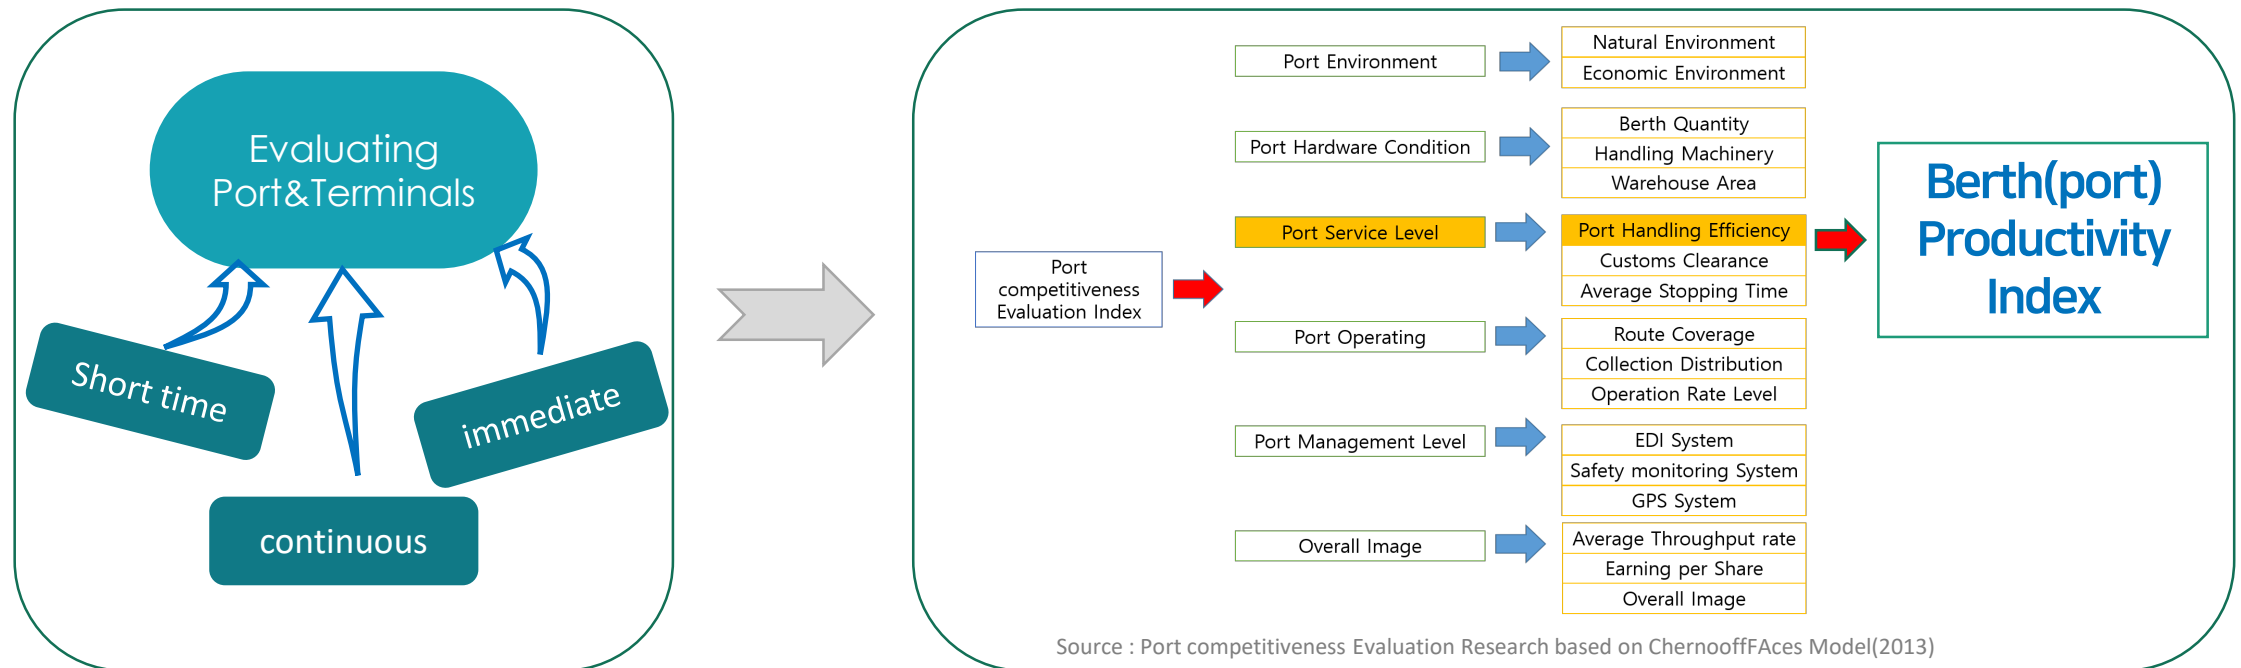 Evaluating
Port&Terminals
Short time
immediate
continuous
Port
competitiveness
Evaluation Index
Port Environment
Natural Environment
Economic Environment
Port Hardware Condition
Berth Quantity
Handling Machinery
Warehouse Area
Port Service Level
Port Handling Efficiency
Customs Clearance
Average Stopping Time
Port Operating
Route Coverage
Collection Distribution
Operation Rate Level
Port Management Level
EDI System
Safety monitoring System
GPS System
Overall Image
Average Throughput rate
Earning per Share
Overall Image
Berth(port)
Productivity
Index
Source : Port competitiveness Evaluation Research based on ChernooffFAces Model(2013)